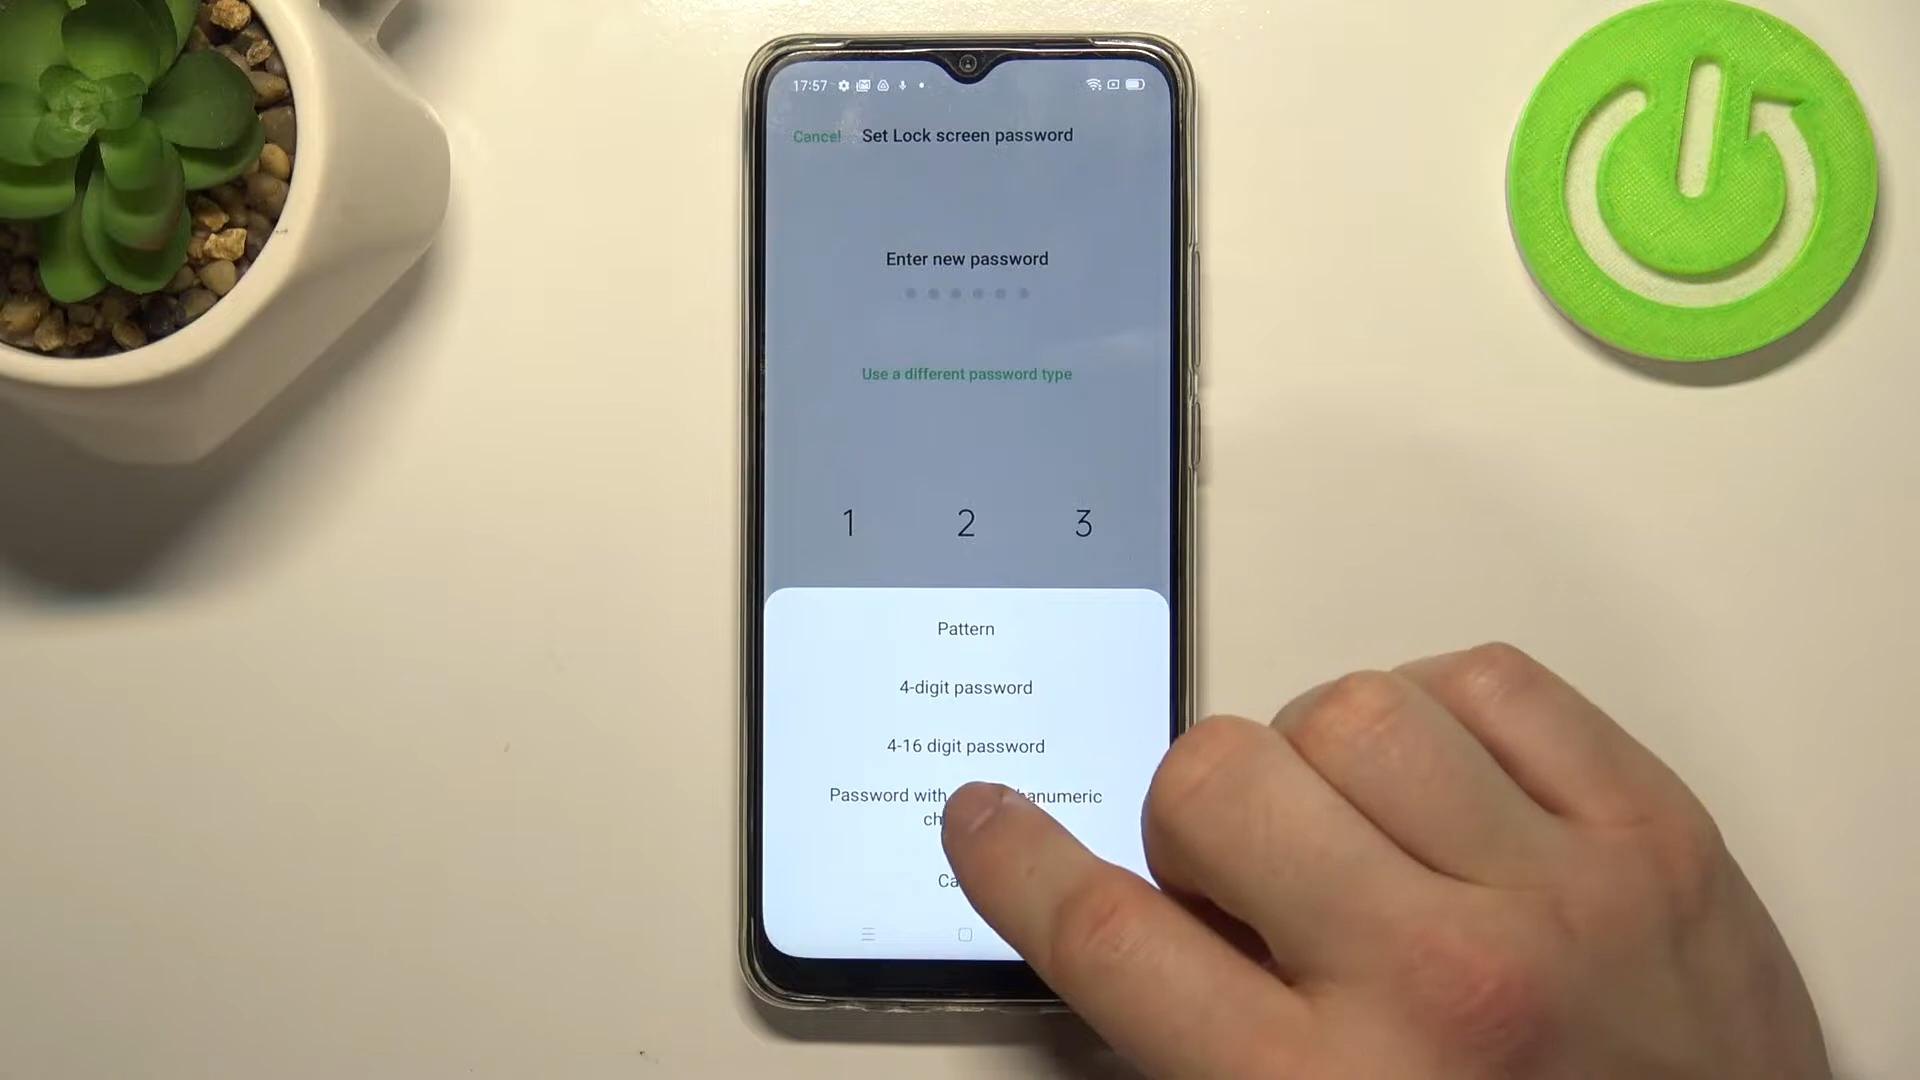 17:57
Cancel Set Lock screen password
Enter new password
Use a different password type
1 2 3
Pattern
4-digit password
4-16 digit password
Password with